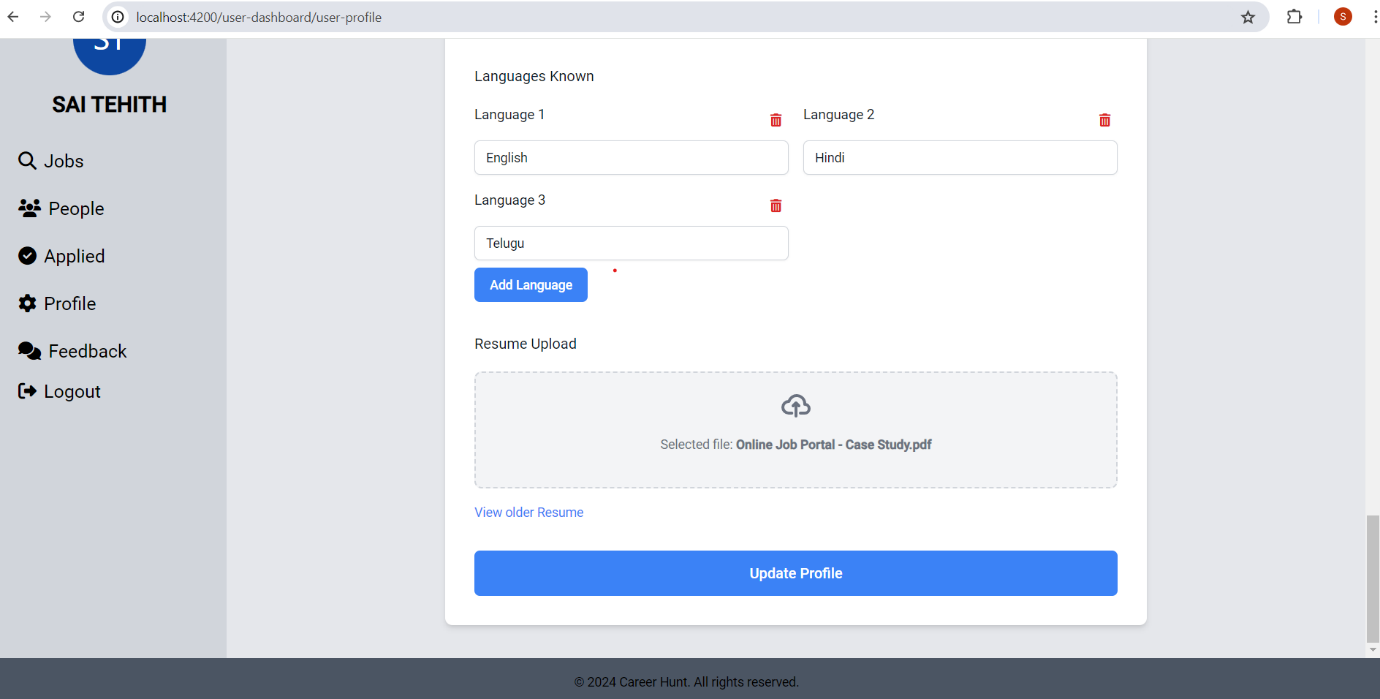 localhost:4200/user-dashboard/user-profile
S
ST
SAI TEHITH
Jobs
People
Applied
Profile
Feedback
Logout
Languages Known
Language 1
Language 2
English
Hindi
Language 3
Telugu
Add Language
Resume Upload
Selected file: Online Job Portal - Case Study.pdf
View older Resume
Update Profile
© 2024 Career Hunt. All rights reserved.